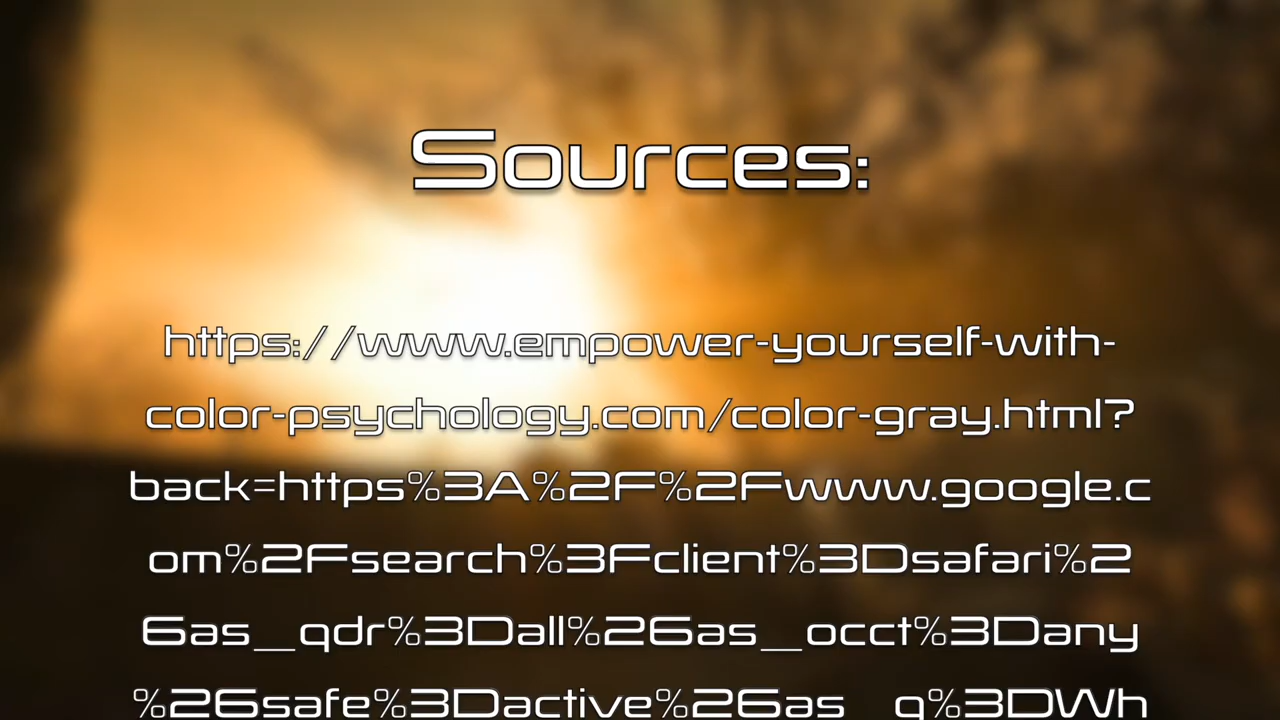 Sources:
https://www.empower-yourself-with-
color-psychology.com/color-gray.html?
back=https%3A%2F%2Fwww.google.c
om%2Fsearch%3Fclient%3Dsafari%2
6as_qdr%3Dall%26as_occt%3Dany
%26safe%3Dactive%26as_q%3DWh